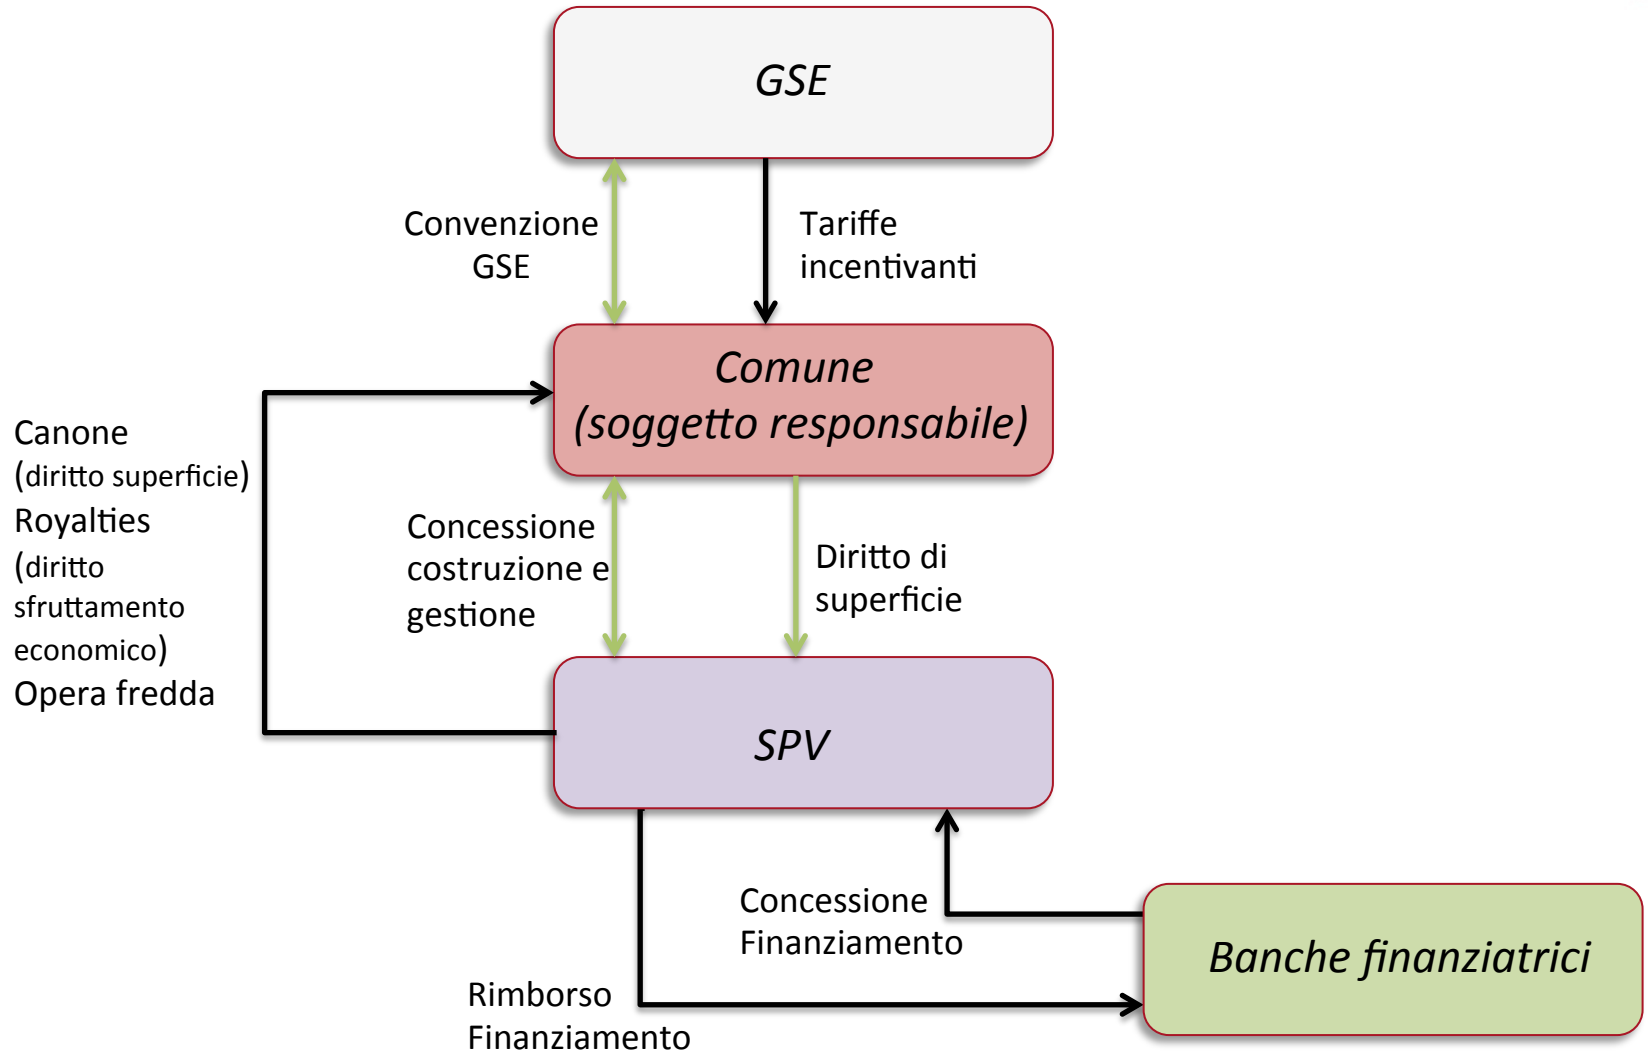 GSE
Convenzione
GSE
Tariffe
incentivanti
Comune
(soggetto responsabile)
Canone
(diritto superficie)
Royalties
(diritto
sfruttamento
economico)
Opera fredda
Concessione
costruzione e
gestione
Diritto di
superficie
SPV
Concessione
Finanziamento
Banche finanziatrici
Rimborso
Finanziamento